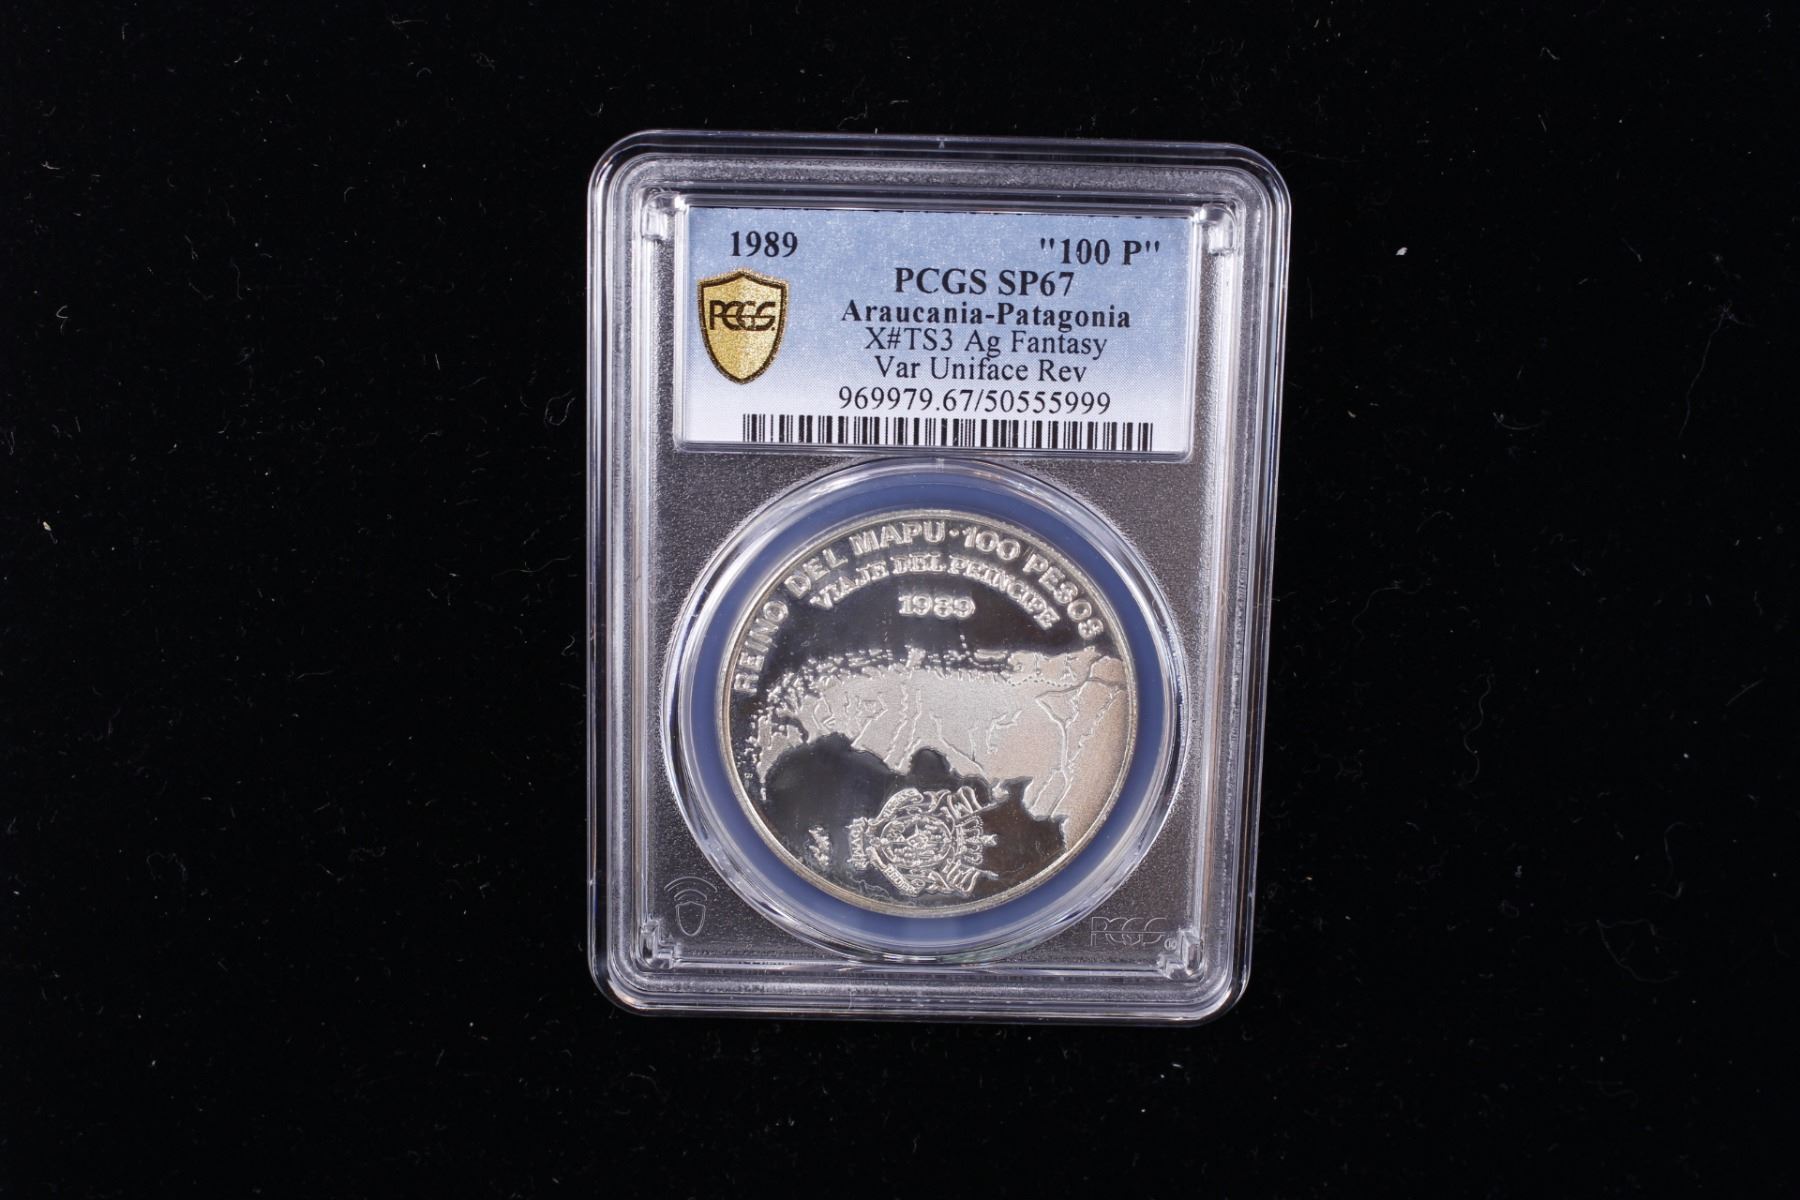 1989 "100 P"
PCGS SP67
PCGS
Araucania-Patagonia
X#TS3 Ag Fantasy
Var Uniface Rev
969979.67/50555999
REINO DEL MAPU · 100 PESOS
VIAJE DEL PRINCIPE
1989
PCGS